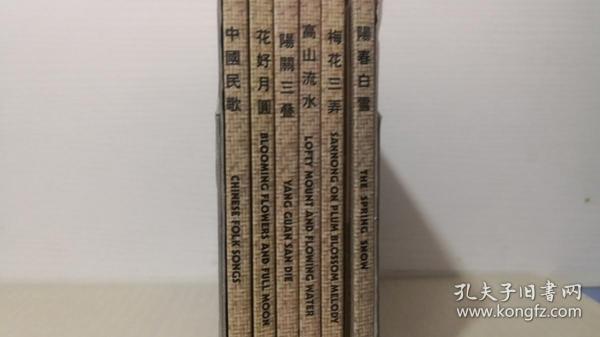 中國民歌
CHINESE FOLK SONGS
花好月圓
BLOOMING FLOWERS AND FULL MOON
陽關三叠
YANG GUAN SAN DIE
高山流水
LOFTY MOUNT AND FLOWING WATER
梅花三弄
SANNONG ON PLUM BLOSSOM MELODY
陽春白雪
THE SPRING SNOW
孔夫子旧书网
www.kongfz.com